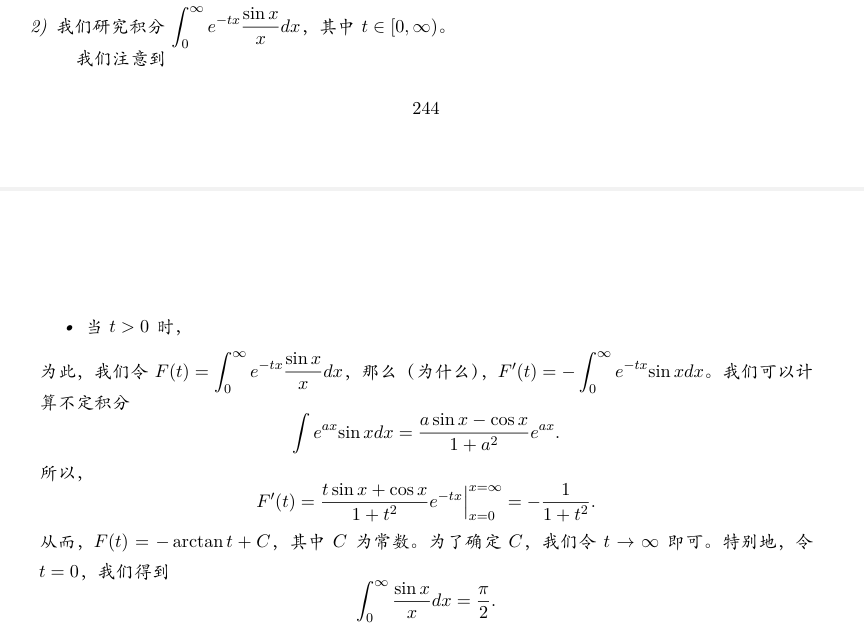 2) 我们研究积分 $\int_0^\infty e^{-tx}\frac{\sin x}{x}dx$，其中 $t \in [0, \infty)$。
我们注意到
244
• 当 $t > 0$ 时，
为此，我们令 $F(t) = \int_0^\infty e^{-tx}\frac{\sin x}{x}dx$，那么（为什么），$F'(t) = -\int_0^\infty e^{-tx}\sin x dx$。我们可以计
算不定积分
$\int e^{ax}\sin x dx = \frac{a\sin x - \cos x}{1 + a^2}e^{ax}.$
所以，
$F'(t) = \frac{t\sin x + \cos x}{1 + t^2}e^{-tx}\Big|_{x=0}^{x=\infty} = -\frac{1}{1 + t^2}.$
从而，$F(t) = -\arctan t + C$，其中 $C$ 为常数。为了确定 $C$，我们令 $t \to \infty$ 即可。特别地，令
$t = 0$，我们得到
$\int_0^\infty \frac{\sin x}{x}dx = \frac{\pi}{2}.$